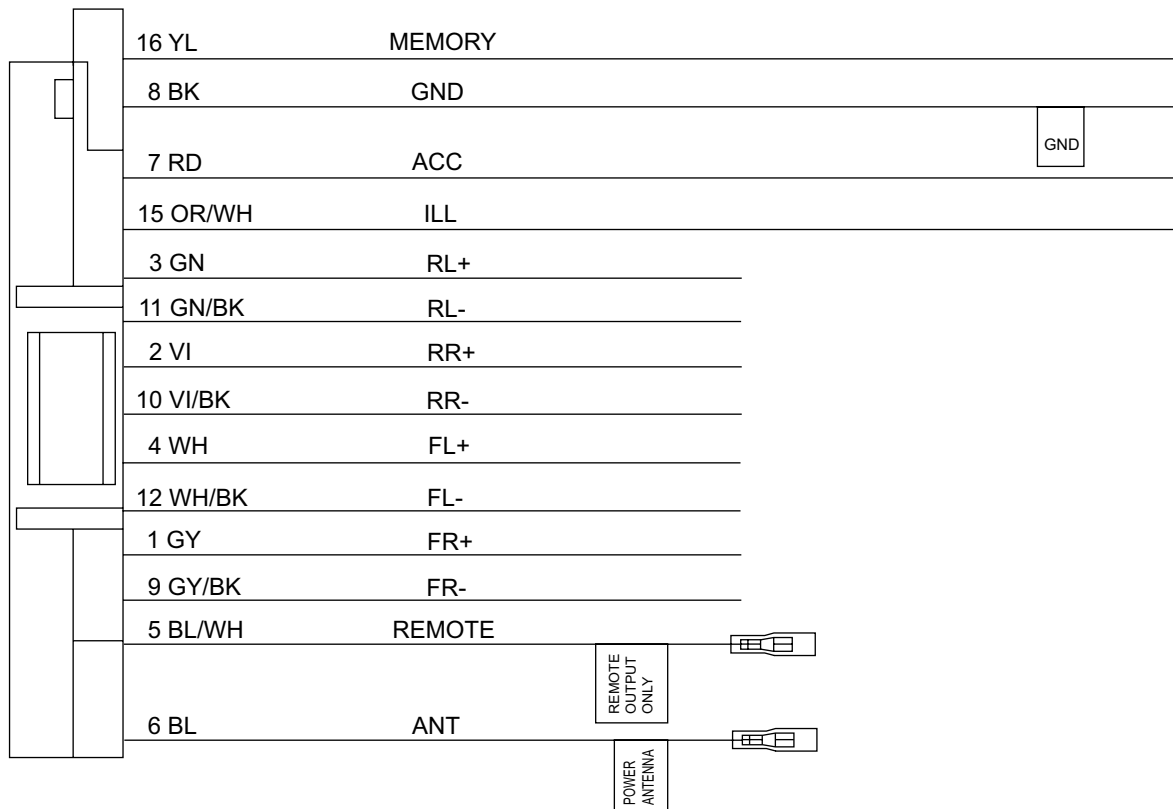 16 YL MEMORY
8 BK GND
GND
7 RD ACC
15 OR/WH ILL
3 GN RL+
11 GN/BK RL-
2 VI RR+
10 VI/BK RR-
4 WH FL+
12 WH/BK FL-
1 GY FR+
9 GY/BK FR-
5 BL/WH REMOTE
REMOTE
OUTPUT
ONLY
6 BL ANT
POWER
ANTENNA